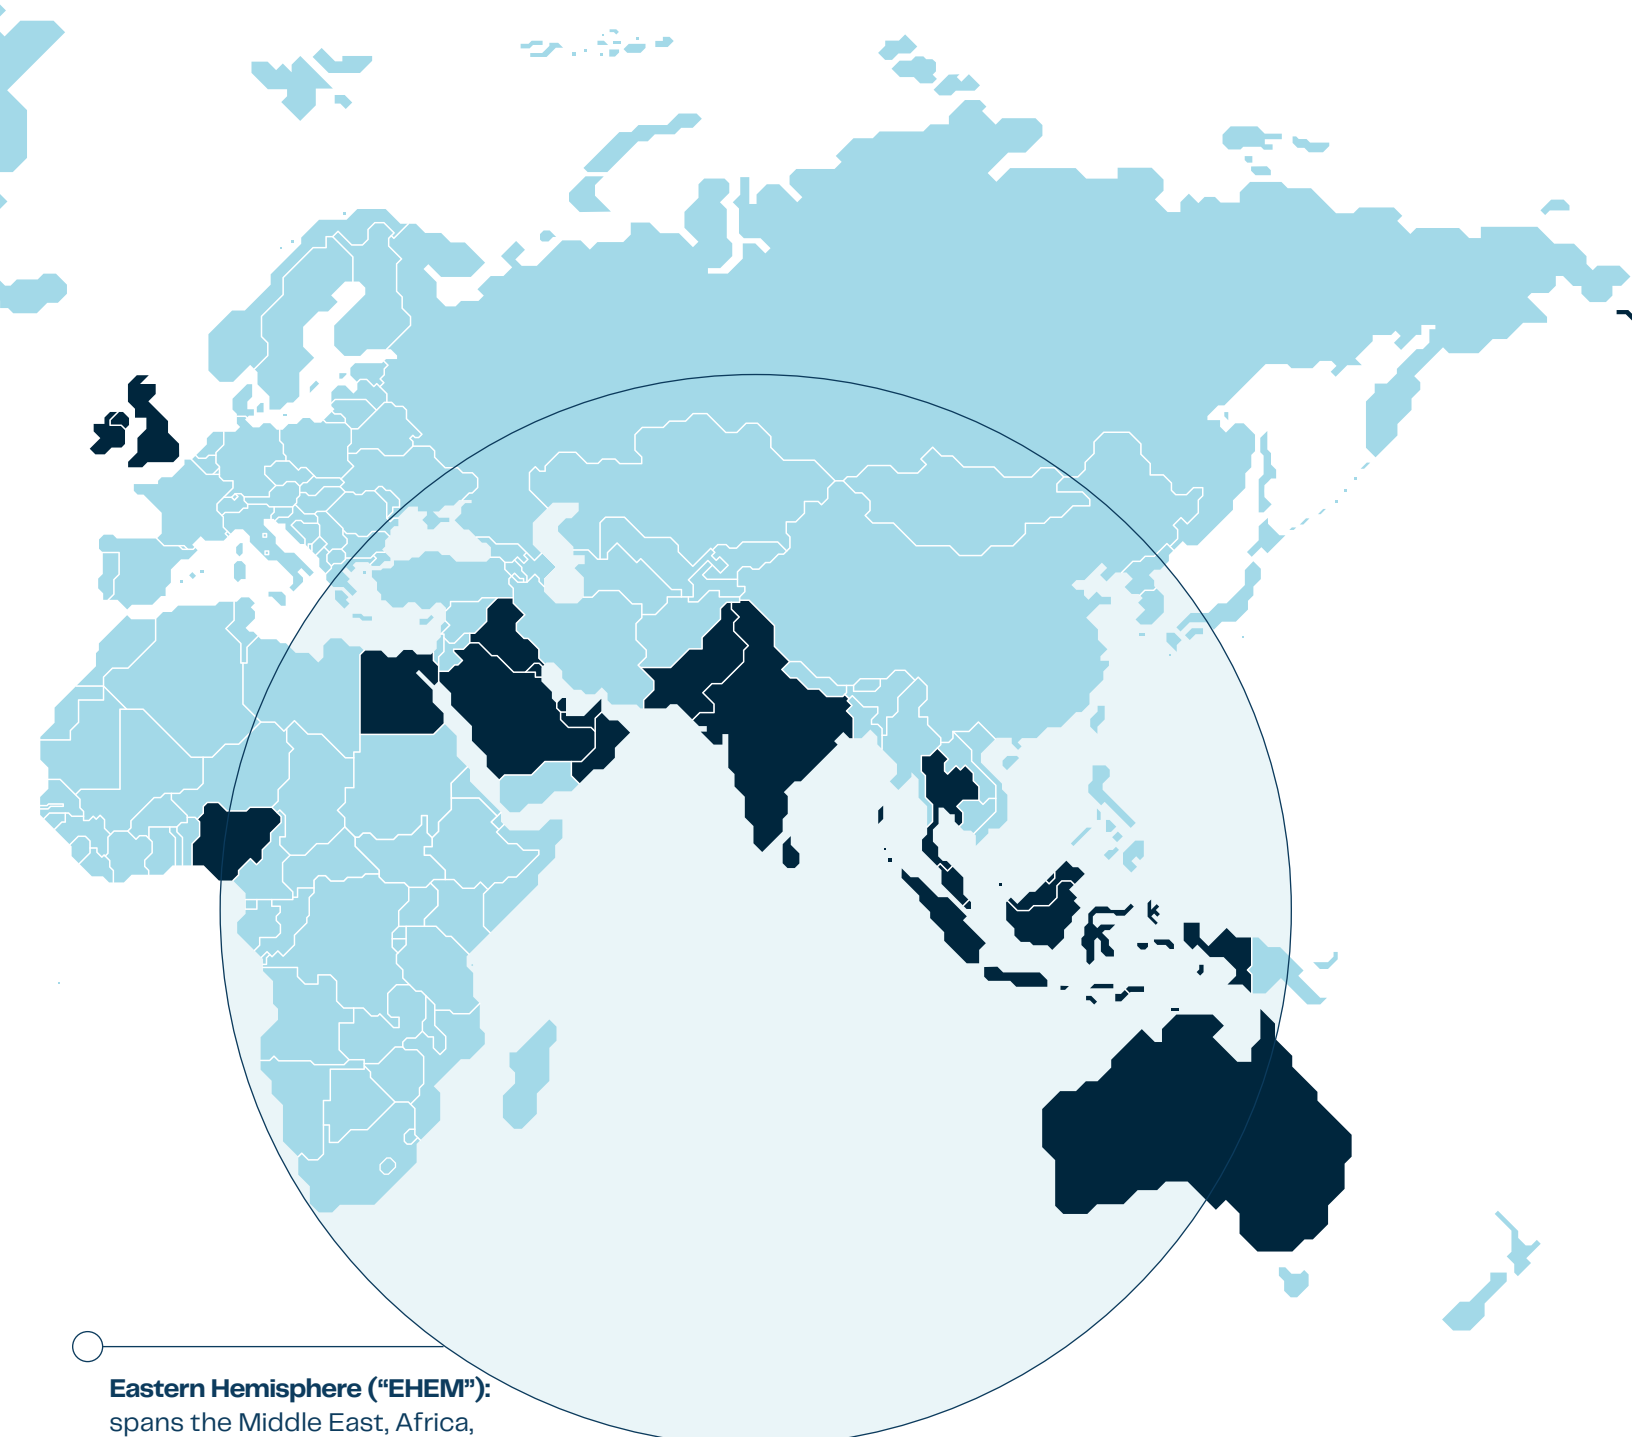 Eastern Hemisphere (“EHEM”):
spans the Middle East, Africa,